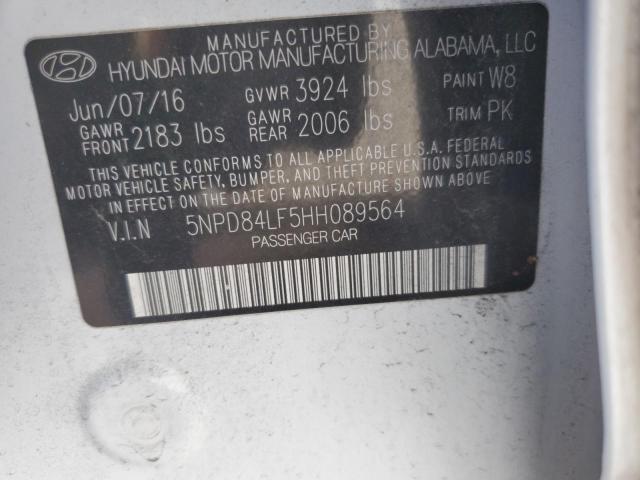 MANUFACTURED BY
HYUNDAI MOTOR MANUFACTURING ALABAMA, LLC
Jun/07/16 GVWR 3924 lbs PAINT W8
GAWR FRONT 2183 lbs GAWR REAR 2006 lbs TRIM PK
THIS VEHICLE CONFORMS TO ALL APPLICABLE U.S.A. FEDERAL
MOTOR VEHICLE SAFETY, BUMPER, AND THEFT PREVENTION STANDARDS
IN EFFECT ON THE DATE OF MANUFACTURE SHOWN ABOVE.
V.I.N 5NPD84LF5HH089564
PASSENGER CAR